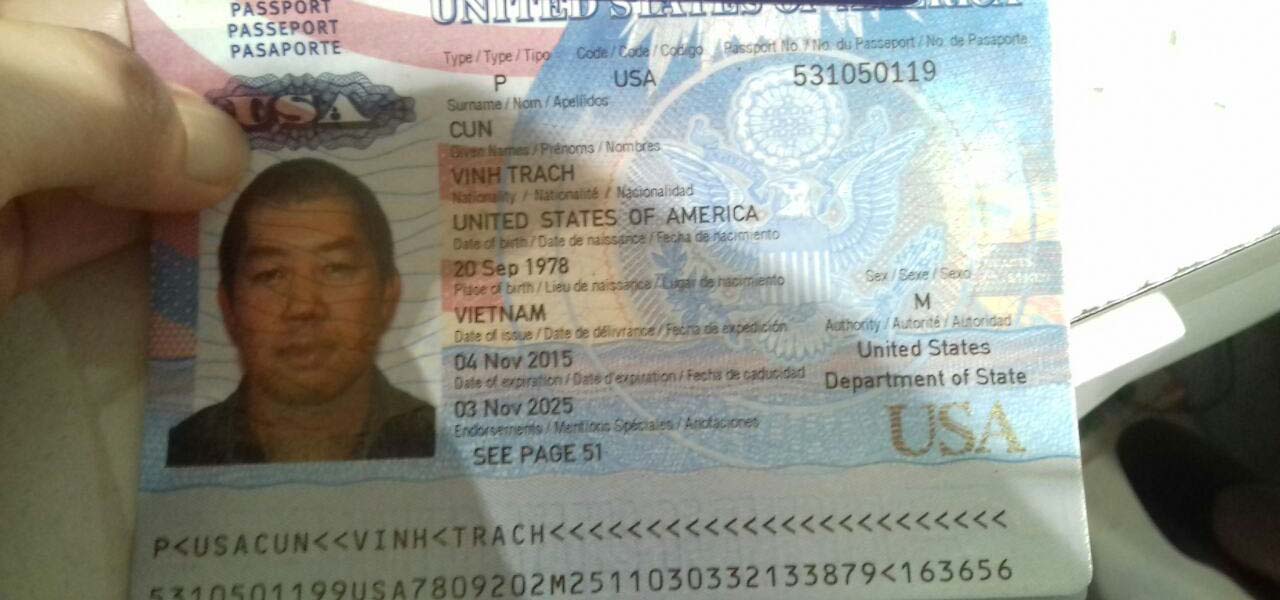 PASSPORT
PASSEPORT
PASAPORTE
USA
UNITED STATES OF AMERICA
Type / Type / Tipo Code / Code / Codigo Passport No. / No. du Passeport / No. de Pasaporte
P USA 531050119
Surname / Nom / Apellidos
CUN
Given Names / Prénoms / Nombres
VINH TRACH
Nationality / Nationalité / Nacionalidad
UNITED STATES OF AMERICA
Date of birth / Date de naissance / Fecha de nacimiento
20 Sep 1978
Place of birth / Lieu de naissance / Lugar de nacimiento Sex / Sexe / Sexo
VIETNAM M
Date of issue / Date de délivrance / Fecha de expedición Authority / Autorité / Autoridad
04 Nov 2015 United States
Date of expiration / Date d'expiration / Fecha de caducidad Department of State
03 Nov 2025
Endorsements / Mentions Spéciales / Anotaciones USA
SEE PAGE 51
P<USACUN<<VINH<TRACH<<<<<<<<<<<<<<<<<<<<<<<<
5310501199USA7809202M2511030332133879<163656